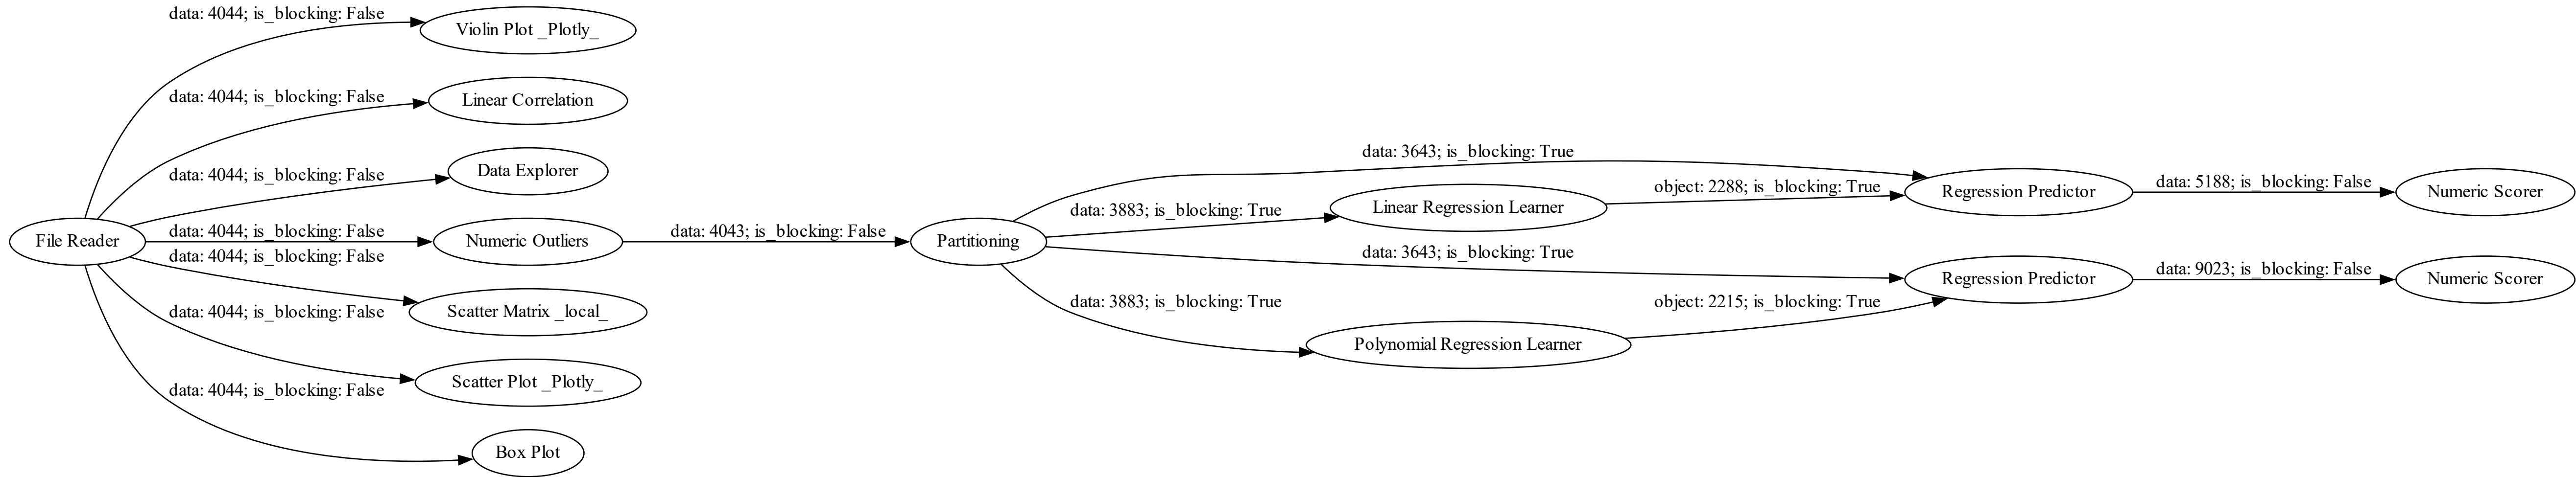 data: 4044; is_blocking: False
Violin Plot _Plotly_
data: 4044; is_blocking: False
Linear Correlation
data: 4044; is_blocking: False
Data Explorer
File Reader
data: 4044; is_blocking: False
Numeric Outliers
data: 4044; is_blocking: False
Scatter Matrix _local_
data: 4044; is_blocking: False
Scatter Plot _Plotly_
data: 4044; is_blocking: False
Box Plot
data: 4043; is_blocking: False
Partitioning
data: 3643; is_blocking: True
data: 3883; is_blocking: True
Linear Regression Learner
object: 2288; is_blocking: True
Regression Predictor
data: 5188; is_blocking: False
Numeric Scorer
data: 3643; is_blocking: True
data: 3883; is_blocking: True
Polynomial Regression Learner
object: 2215; is_blocking: True
Regression Predictor
data: 9023; is_blocking: False
Numeric Scorer